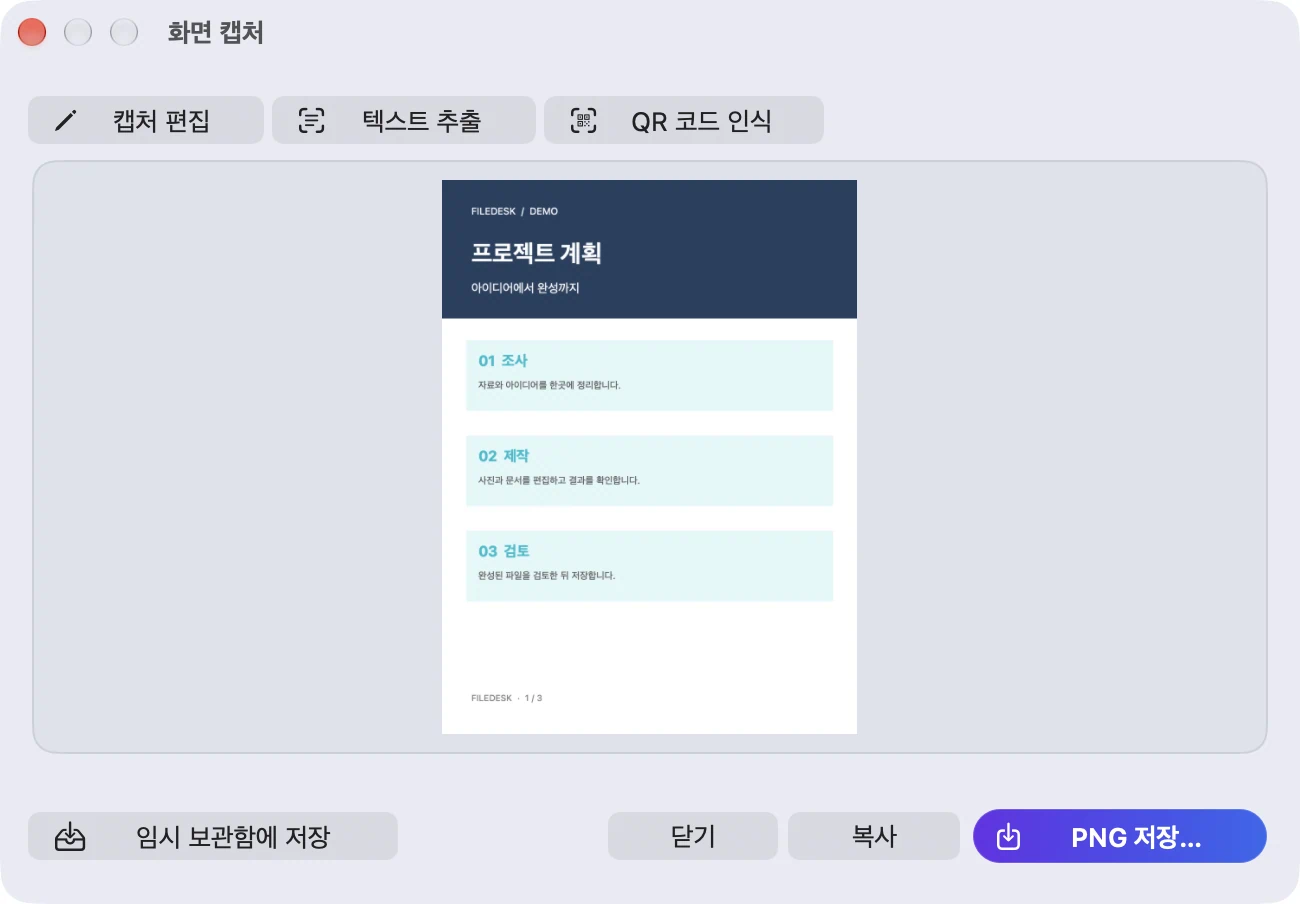 화면 캡처
캡처 편집
텍스트 추출
QR 코드 인식
FILEDESK / DEMO
프로젝트 계획
아이디어에서 완성까지
01 조사
자료와 아이디어를 한곳에 정리합니다.
02 제작
사진과 문서를 편집하고 결과를 확인합니다.
03 검토
완성된 파일을 검토한 뒤 저장합니다.
FILEDESK · 1 / 3
임시 보관함에 저장
닫기
복사
PNG 저장...